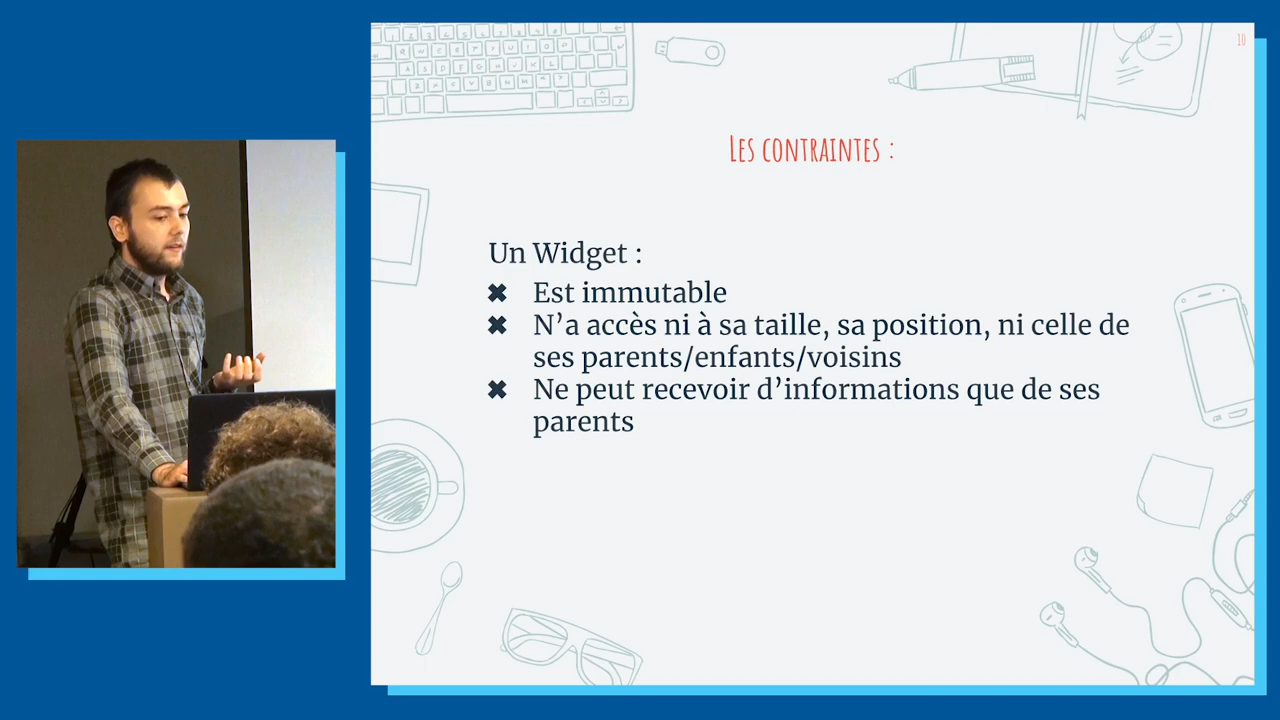 10
Les contraintes :
Un Widget :
✖ Est immutable
✖ N’a accès ni à sa taille, sa position, ni celle de
ses parents/enfants/voisins
✖ Ne peut recevoir d’informations que de ses
parents